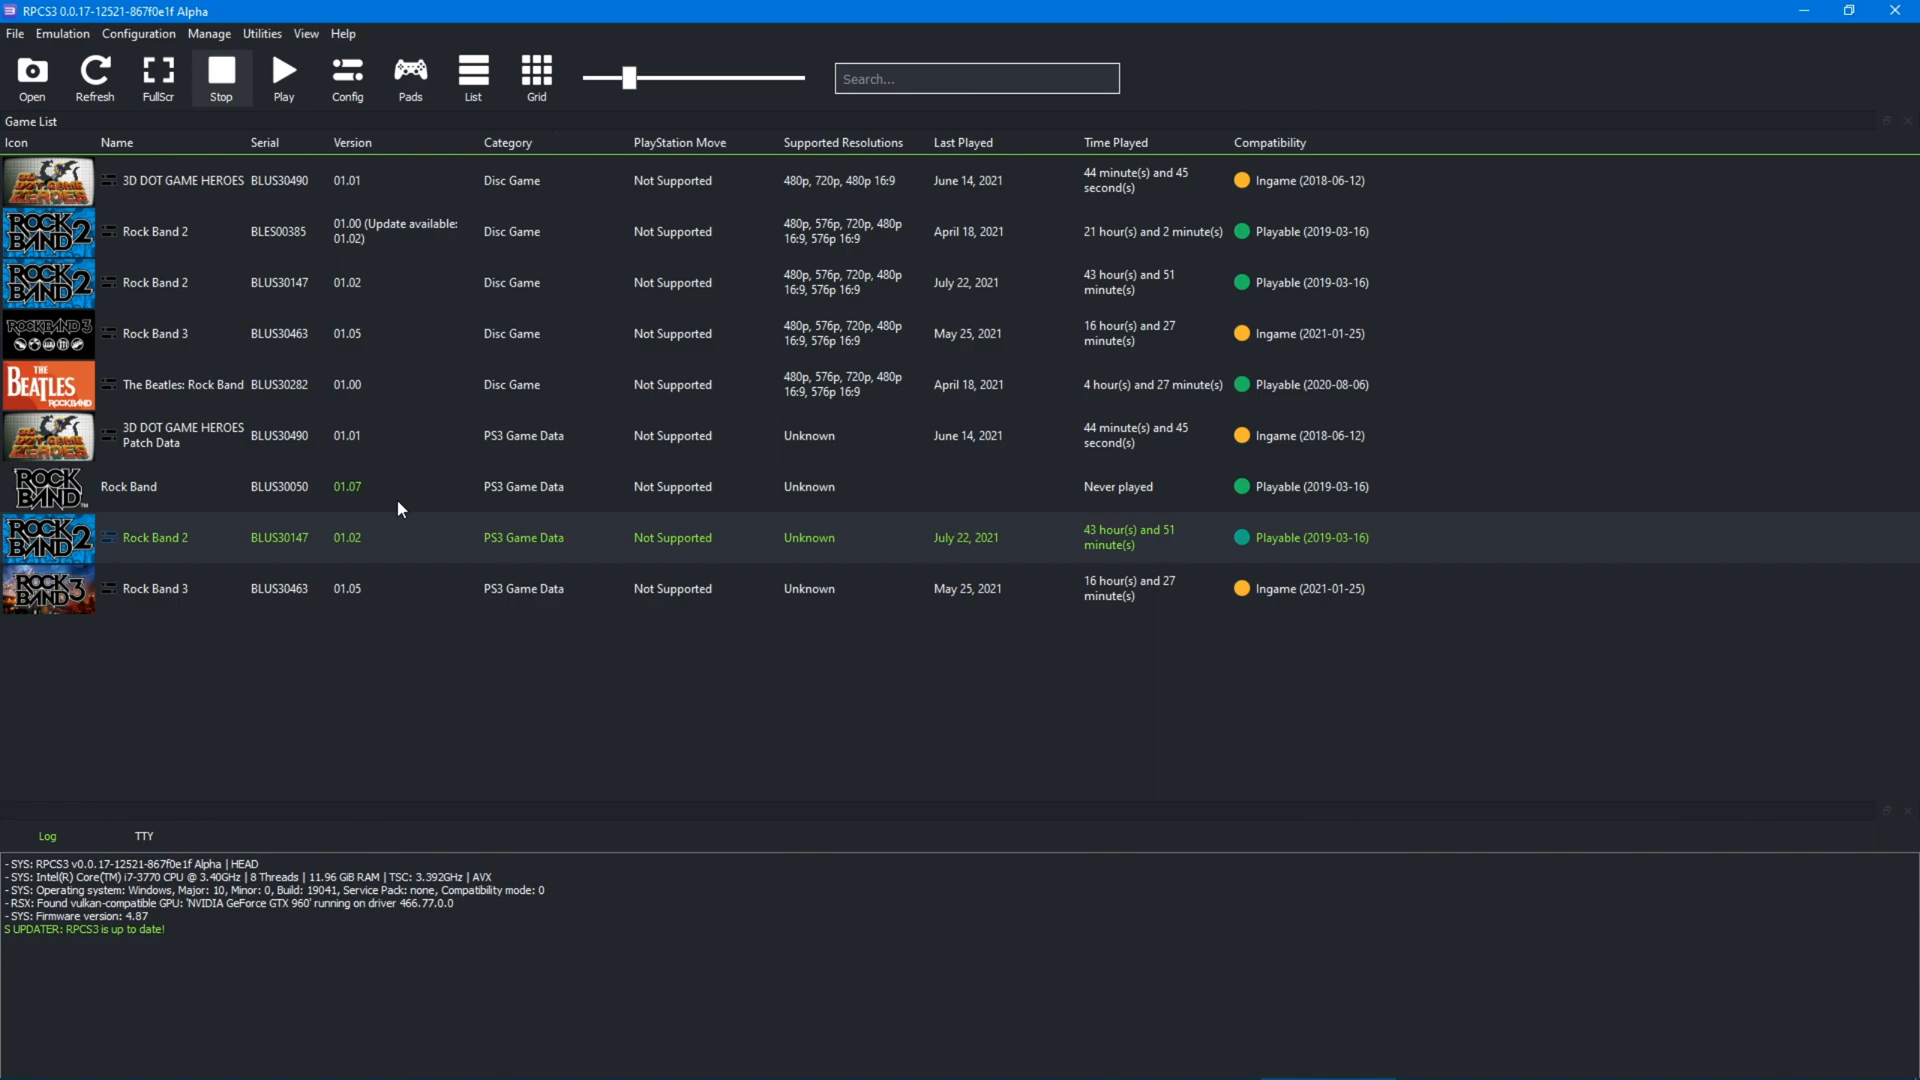 RPCS3 0.0.17-12521-867f0e1f Alpha
File Emulation Configuration Manage Utilities View Help
Open Refresh FullScr Stop Play Config Pads List Grid Search...
Game List
Icon Name Serial Version Category PlayStation Move Supported Resolutions Last Played Time Played Compatibility
3D DOT GAME HEROES BLUS30490 01.01 Disc Game Not Supported 480p, 720p, 480p 16:9 June 14, 2021 44 minute(s) and 45 second(s) Ingame (2018-06-12)
ROCK BAND 2 Rock Band 2 BLES00385 01.00 (Update available: 01.02) Disc Game Not Supported 480p, 576p, 720p, 480p 16:9, 576p 16:9 April 18, 2021 21 hour(s) and 2 minute(s) Playable (2019-03-16)
ROCK BAND 2 Rock Band 2 BLUS30147 01.02 Disc Game Not Supported 480p, 576p, 720p, 480p 16:9, 576p 16:9 July 22, 2021 43 hour(s) and 51 minute(s) Playable (2019-03-16)
ROCKBAND 3 Rock Band 3 BLUS30463 01.05 Disc Game Not Supported 480p, 576p, 720p, 480p 16:9, 576p 16:9 May 25, 2021 16 hour(s) and 27 minute(s) Ingame (2021-01-25)
THE BEATLES ROCKBAND The Beatles: Rock Band BLUS30282 01.00 Disc Game Not Supported 480p, 576p, 720p, 480p 16:9, 576p 16:9 April 18, 2021 4 hour(s) and 27 minute(s) Playable (2020-08-06)
3D DOT GAME HEROES Patch Data BLUS30490 01.01 PS3 Game Data Not Supported Unknown June 14, 2021 44 minute(s) and 45 second(s) Ingame (2018-06-12)
ROCK BAND Rock Band BLUS30050 01.07 PS3 Game Data Not Supported Unknown Never played Playable (2019-03-16)
ROCK BAND 2 Rock Band 2 BLUS30147 01.02 PS3 Game Data Not Supported Unknown July 22, 2021 43 hour(s) and 51 minute(s) Playable (2019-03-16)
ROCK BAND 3 Rock Band 3 BLUS30463 01.05 PS3 Game Data Not Supported Unknown May 25, 2021 16 hour(s) and 27 minute(s) Ingame (2021-01-25)
Log TTY
- SYS: RPCS3 v0.0.17-12521-867f0e1f Alpha | HEAD
- SYS: Intel(R) Core(TM) i7-3770 CPU @ 3.40GHz | 8 Threads | 11.96 GiB RAM | TSC: 3.392GHz | AVX
- SYS: Operating system: Windows, Major: 10, Minor: 0, Build: 19041, Service Pack: none, Compatibility mode: 0
- RSX: Found vulkan-compatible GPU: 'NVIDIA GeForce GTX 960' running on driver 466.77.0.0
- SYS: Firmware version: 4.87
S UPDATER: RPCS3 is up to date!